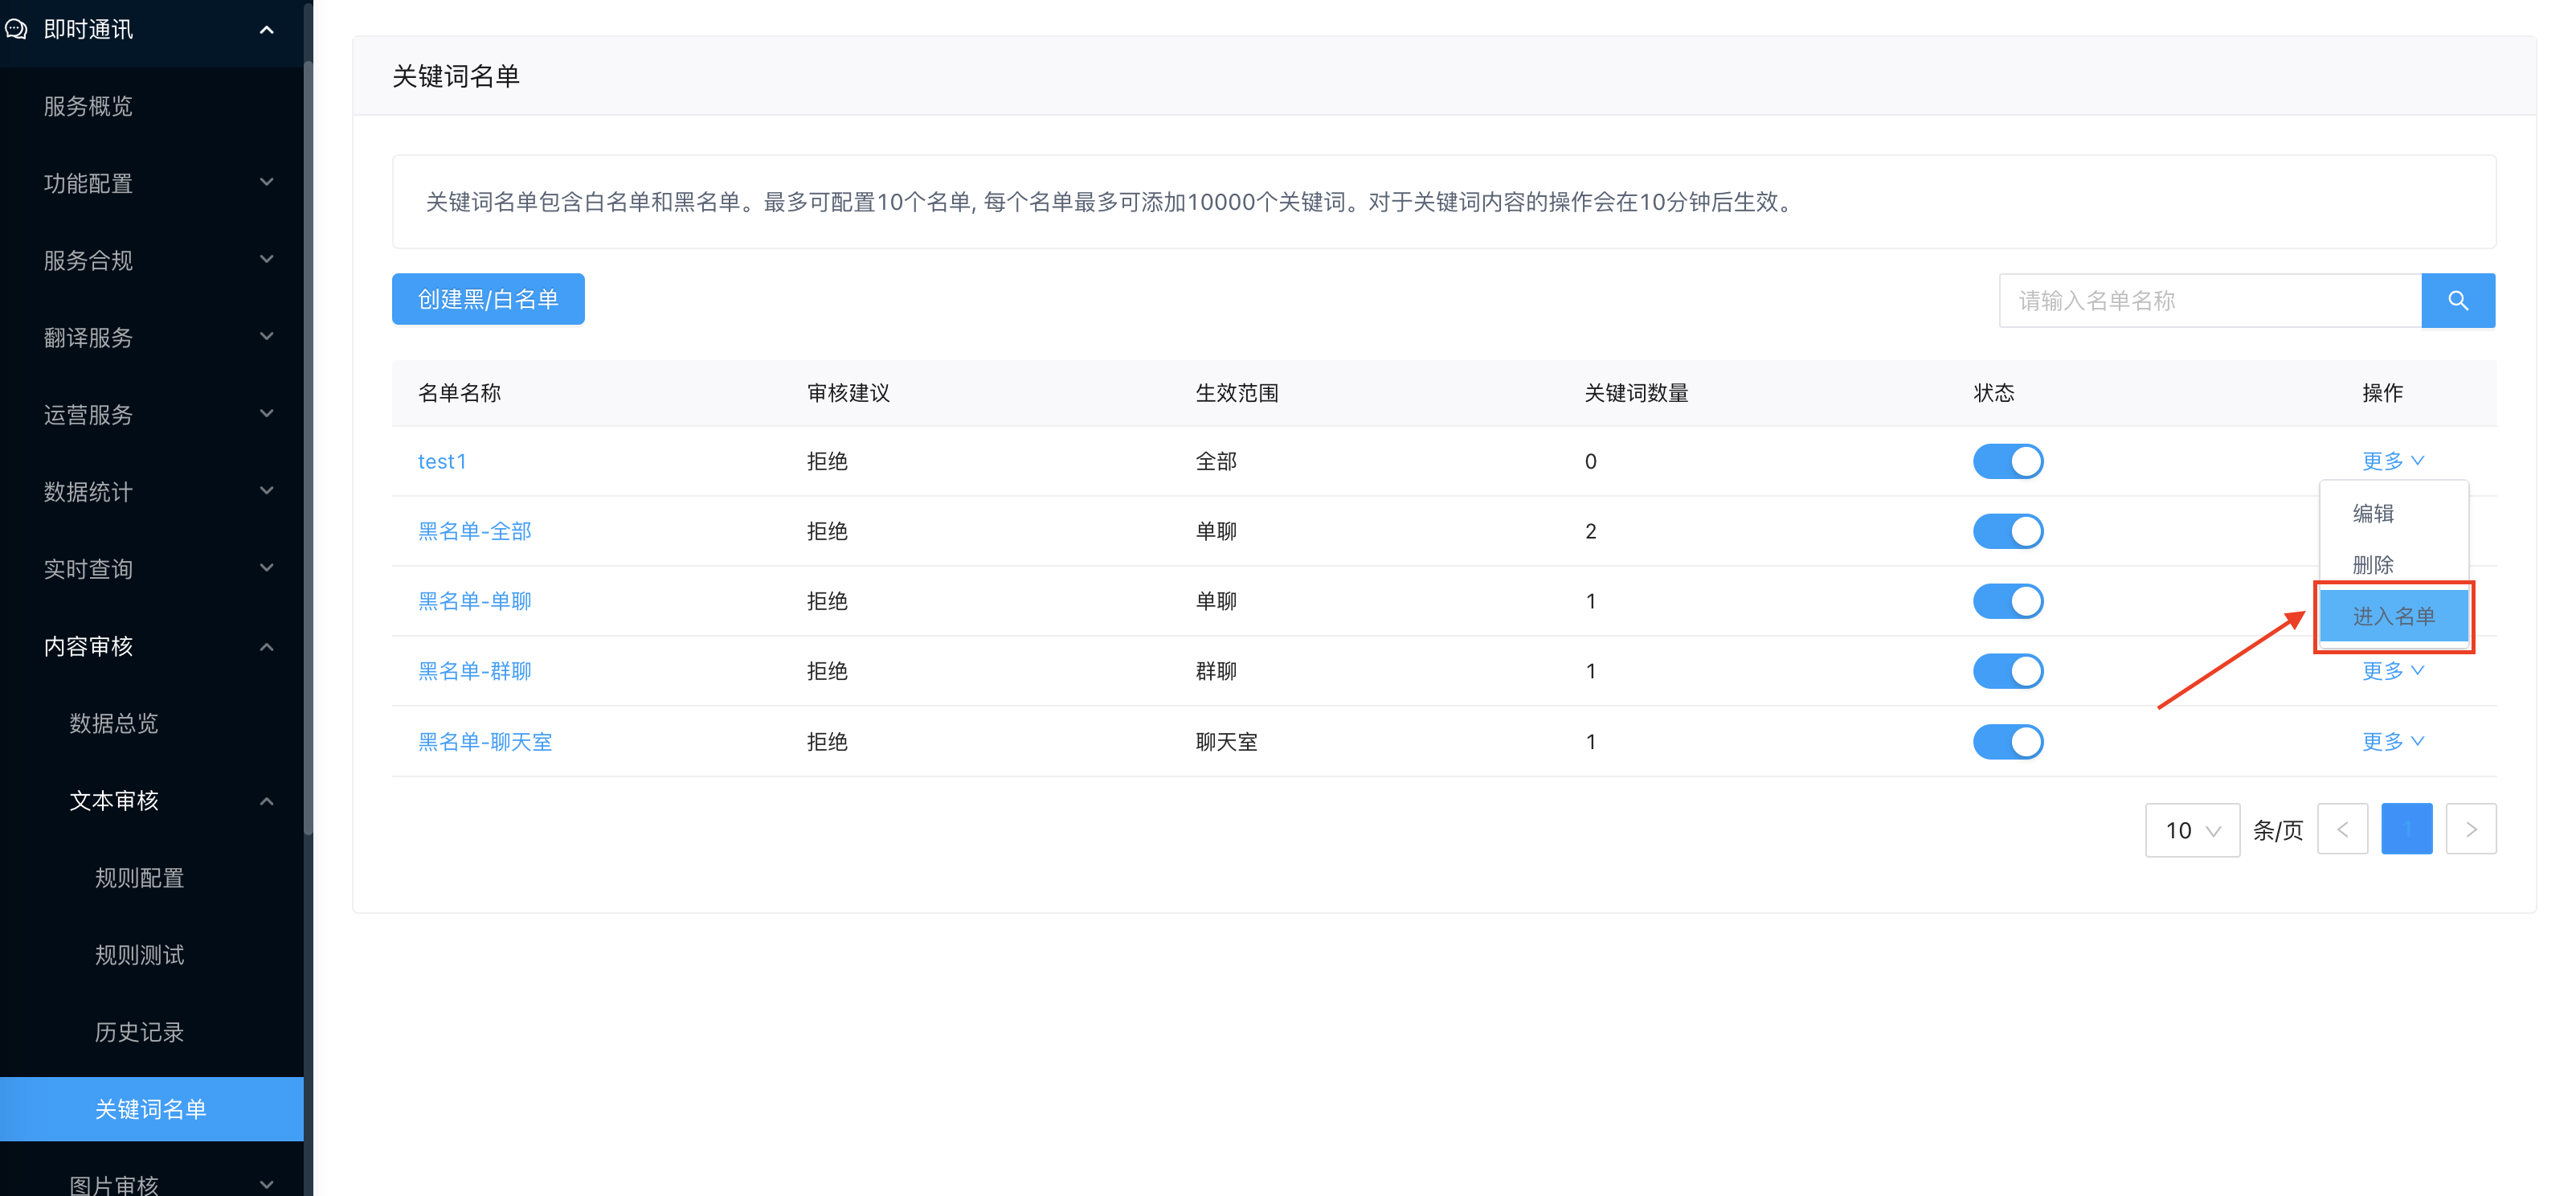 即时通讯
服务概览
功能配置
服务合规
翻译服务
运营服务
数据统计
实时查询
内容审核
数据总览
文本审核
规则配置
规则测试
历史记录
关键词名单
图片审核
关键词名单
关键词名单包含白名单和黑名单。最多可配置10个名单, 每个名单最多可添加10000个关键词。对于关键词内容的操作会在10分钟后生效。
创建黑/白名单
请输入名单名称
名单名称 审核建议 生效范围 关键词数量 状态 操作
test1 拒绝 全部 0 更多
黑名单-全部 拒绝 单聊 2
黑名单-单聊 拒绝 单聊 1
黑名单-群聊 拒绝 群聊 1 更多
黑名单-聊天室 拒绝 聊天室 1 更多
编辑
删除
进入名单
10 条/页 < 1 >